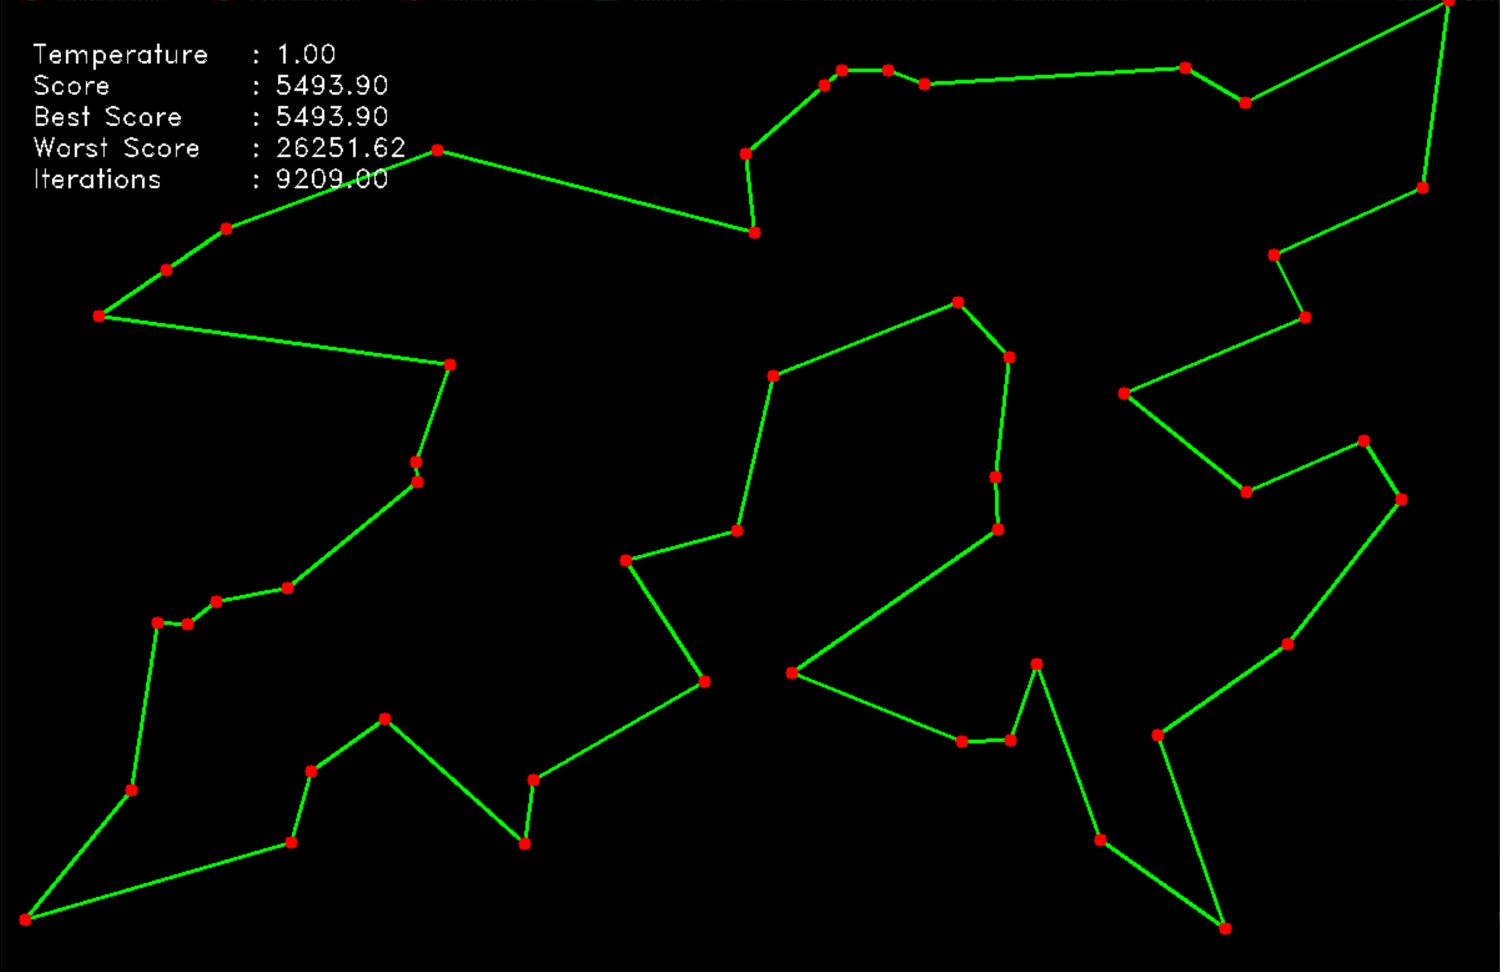 Temperature : 1.00
Score : 5493.90
Best Score : 5493.90
Worst Score : 26251.62
Iterations : 9209.00